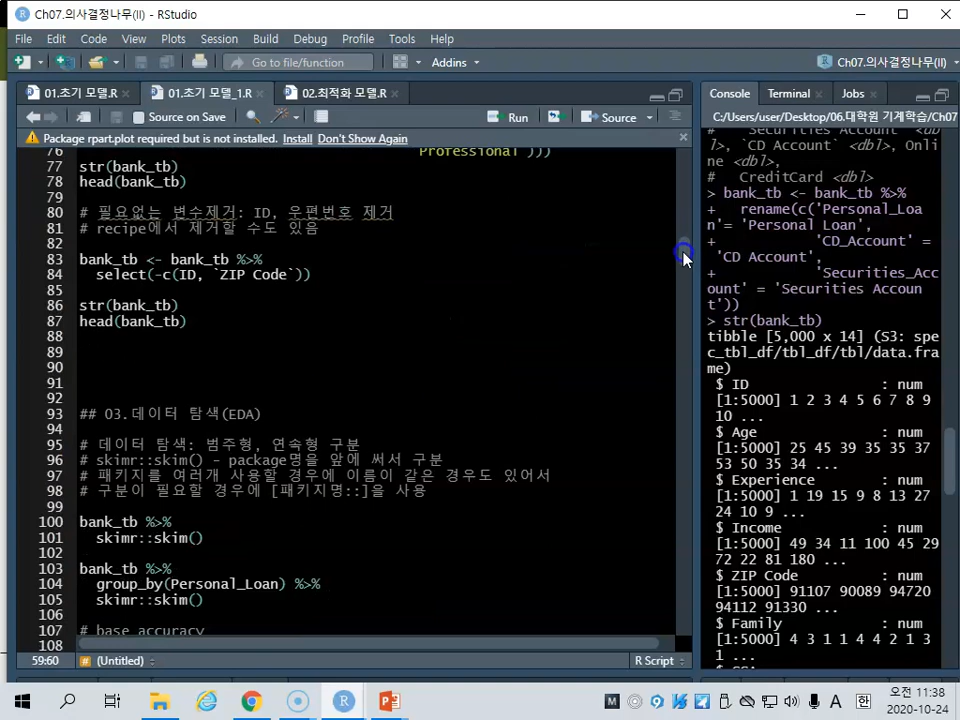 Ch07.의사결정나무(II) - RStudio
File Edit Code View Plots Session Build Debug Profile Tools Help
Go to file/function Addins Ch07.의사결정나무(II)
01.초기 모델.R 01.초기 모델_1.R 02.최적화 모델.R
Source on Save Run Source
Package rpart.plot required but is not installed. Install Don't Show Again
76 Professional')))
77 str(bank_tb)
78 head(bank_tb)
79
80 # 필요없는 변수제거: ID, 우편번호 제거
81 # recipe에서 제거할 수도 있음
82
83 bank_tb <- bank_tb %>%
84 select(-c(ID, `ZIP Code`))
85
86 str(bank_tb)
87 head(bank_tb)
88
89
90
91
92
93 ## 03.데이터 탐색(EDA)
94
95 # 데이터 탐색: 범주형, 연속형 구분
96 # skimr::skim() - package명을 앞에 써서 구분
97 # 패키지를 여러개 사용할 경우에 이름이 같은 경우도 있어서
98 # 구분이 필요할 경우에 [패키지명::]을 사용
99
100 bank_tb %>%
101 skimr::skim()
102
103 bank_tb %>%
104 group_by(Personal_Loan) %>%
105 skimr::skim()
106
107 # base accuracy
108
59:60 (Untitled) R Script
Console Terminal Jobs
C:/Users/user/Desktop/06.대학원 기계학습/Ch07
# `Securities Account` <db
l>, `CD Account` <dbl>, Onli
ne <dbl>,
# CreditCard <dbl>
> bank_tb <- bank_tb %>%
+ rename(c('Personal_Loa
n'= 'Personal Loan',
+ 'CD_Account' =
'CD Account',
+ 'Securities_Acc
ount' = 'Securities Accoun
t'))
> str(bank_tb)
tibble [5,000 x 14] (S3: spe
c_tbl_df/tbl_df/tbl/data.fra
me)
$ ID : num
[1:5000] 1 2 3 4 5 6 7 8 9
10 ...
$ Age : num
[1:5000] 25 45 39 35 35 37
53 50 35 34 ...
$ Experience : num
[1:5000] 1 19 15 9 8 13 27
24 10 9 ...
$ Income : num
[1:5000] 49 34 11 100 45 29
72 22 81 180 ...
$ ZIP Code : num
[1:5000] 91107 90089 94720
94112 91330 ...
$ Family : num
[1:5000] 4 3 1 1 4 4 2 1 3
1 ...
A 한 오전 11:38
2020-10-24